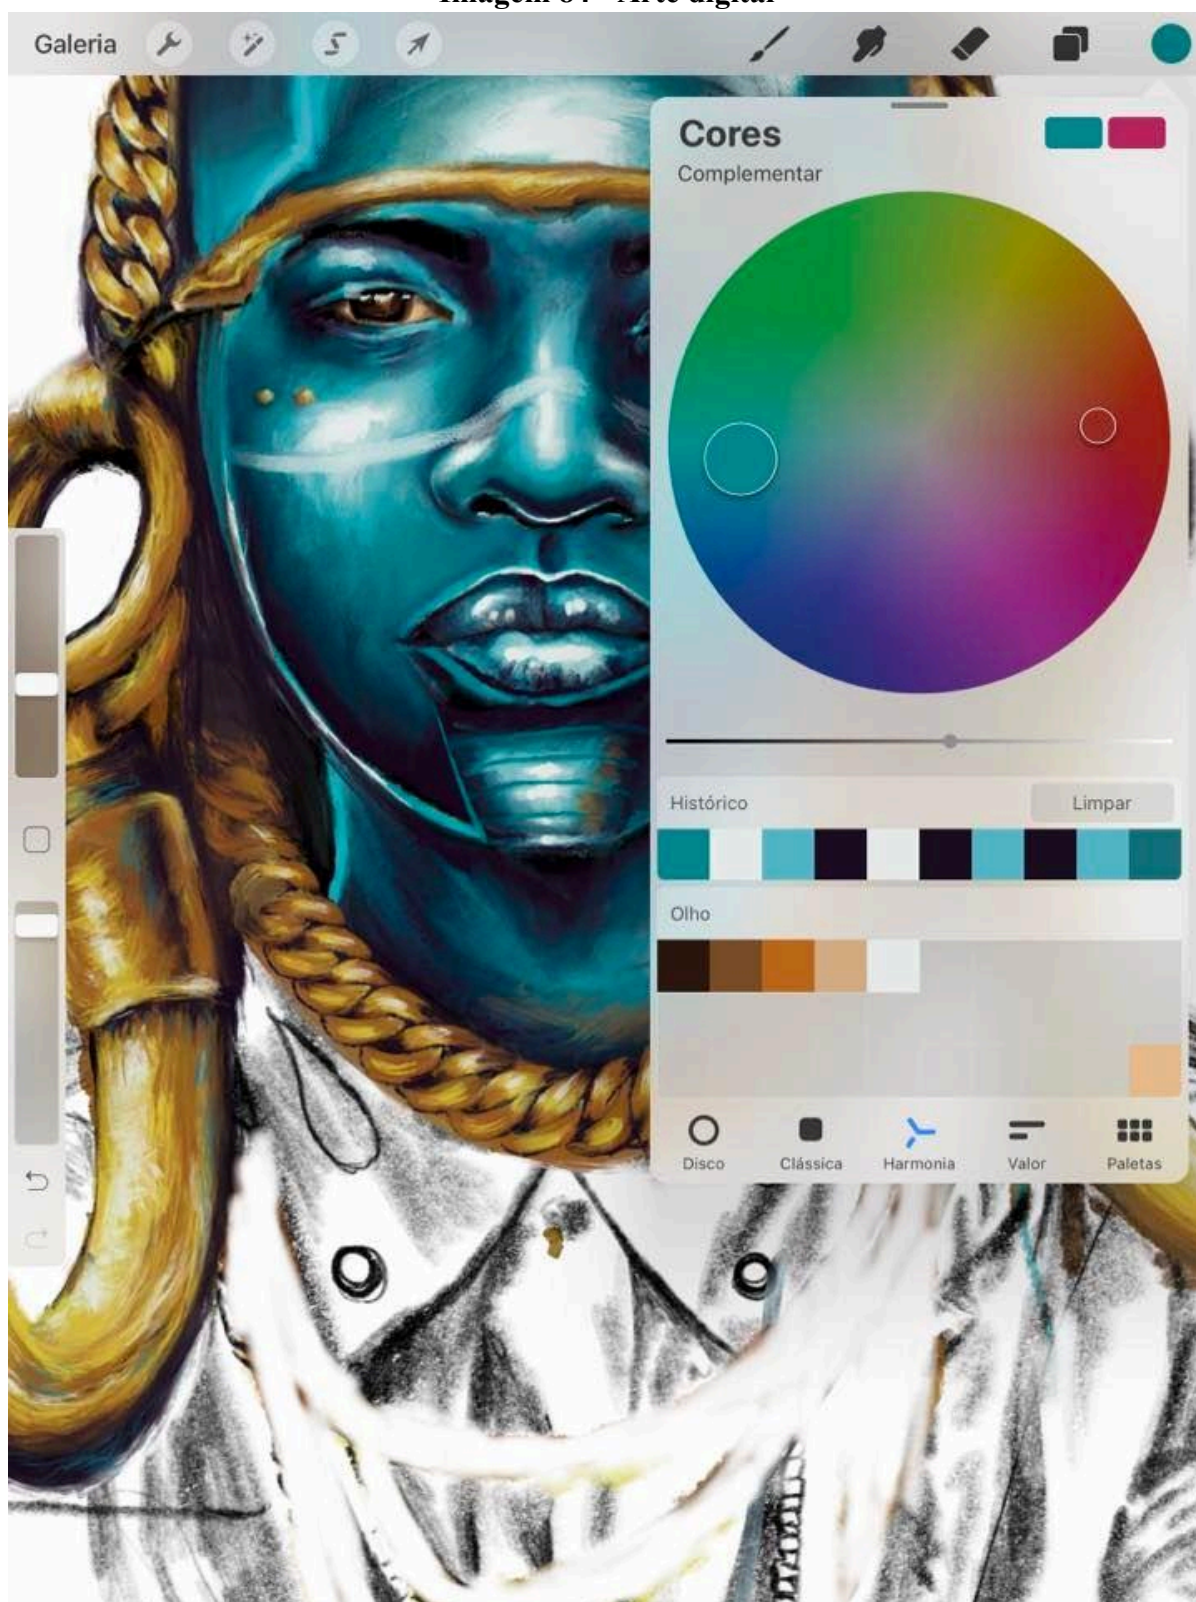 Galeria
Cores
Complementar
Histórico
Limpar
Olho
Disco
Clássica
Harmonia
Valor
Paletas